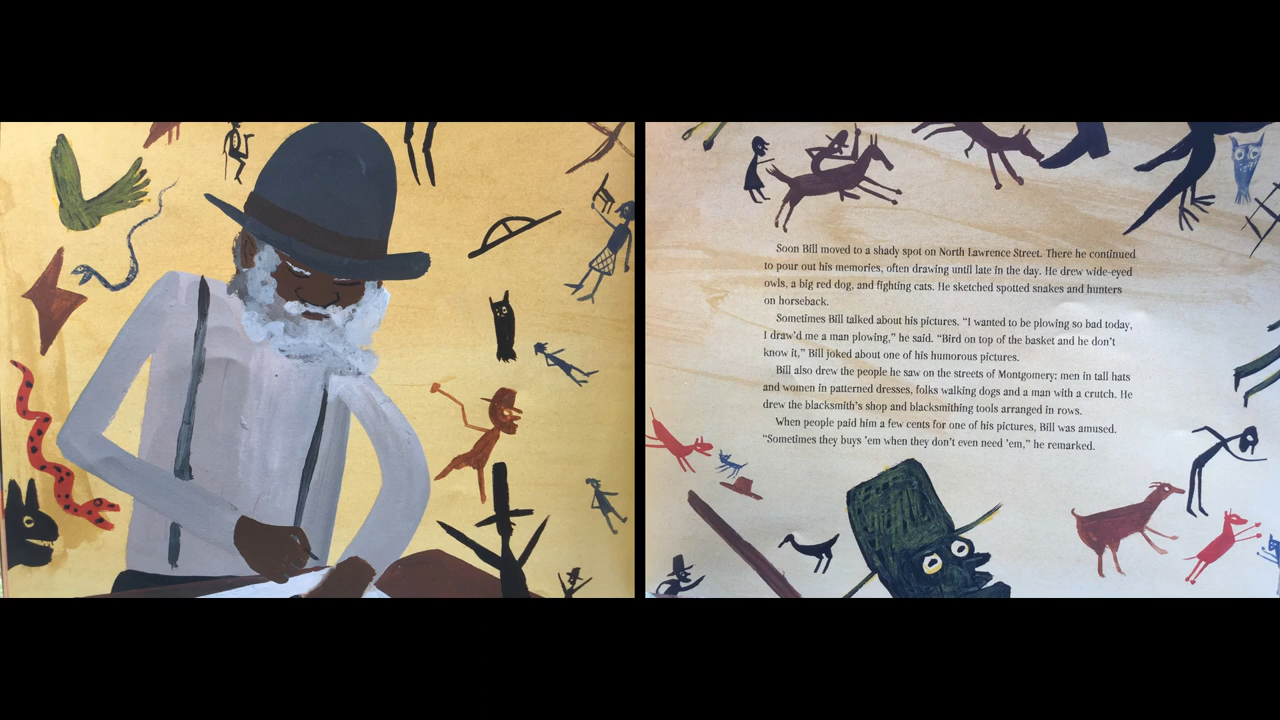 Soon Bill moved to a shady spot on North Lawrence Street. There he continued
to pour out his memories, often drawing until late in the day. He drew wide-eyed
owls, a big red dog, and fighting cats. He sketched spotted snakes and hunters
on horseback.
Sometimes Bill talked about his pictures. “I wanted to be plowing so bad today,
I draw’d me a man plowing,” he said. “Bird on top of the basket and he don’t
know it,” Bill joked about one of his humorous pictures.
Bill also drew the people he saw on the streets of Montgomery: men in tall hats
and women in patterned dresses, folks walking dogs and a man with a crutch. He
drew the blacksmith’s shop and blacksmithing tools arranged in rows.
When people paid him a few cents for one of his pictures, Bill was amused.
“Sometimes they buys ’em when they don’t even need ’em,” he remarked.